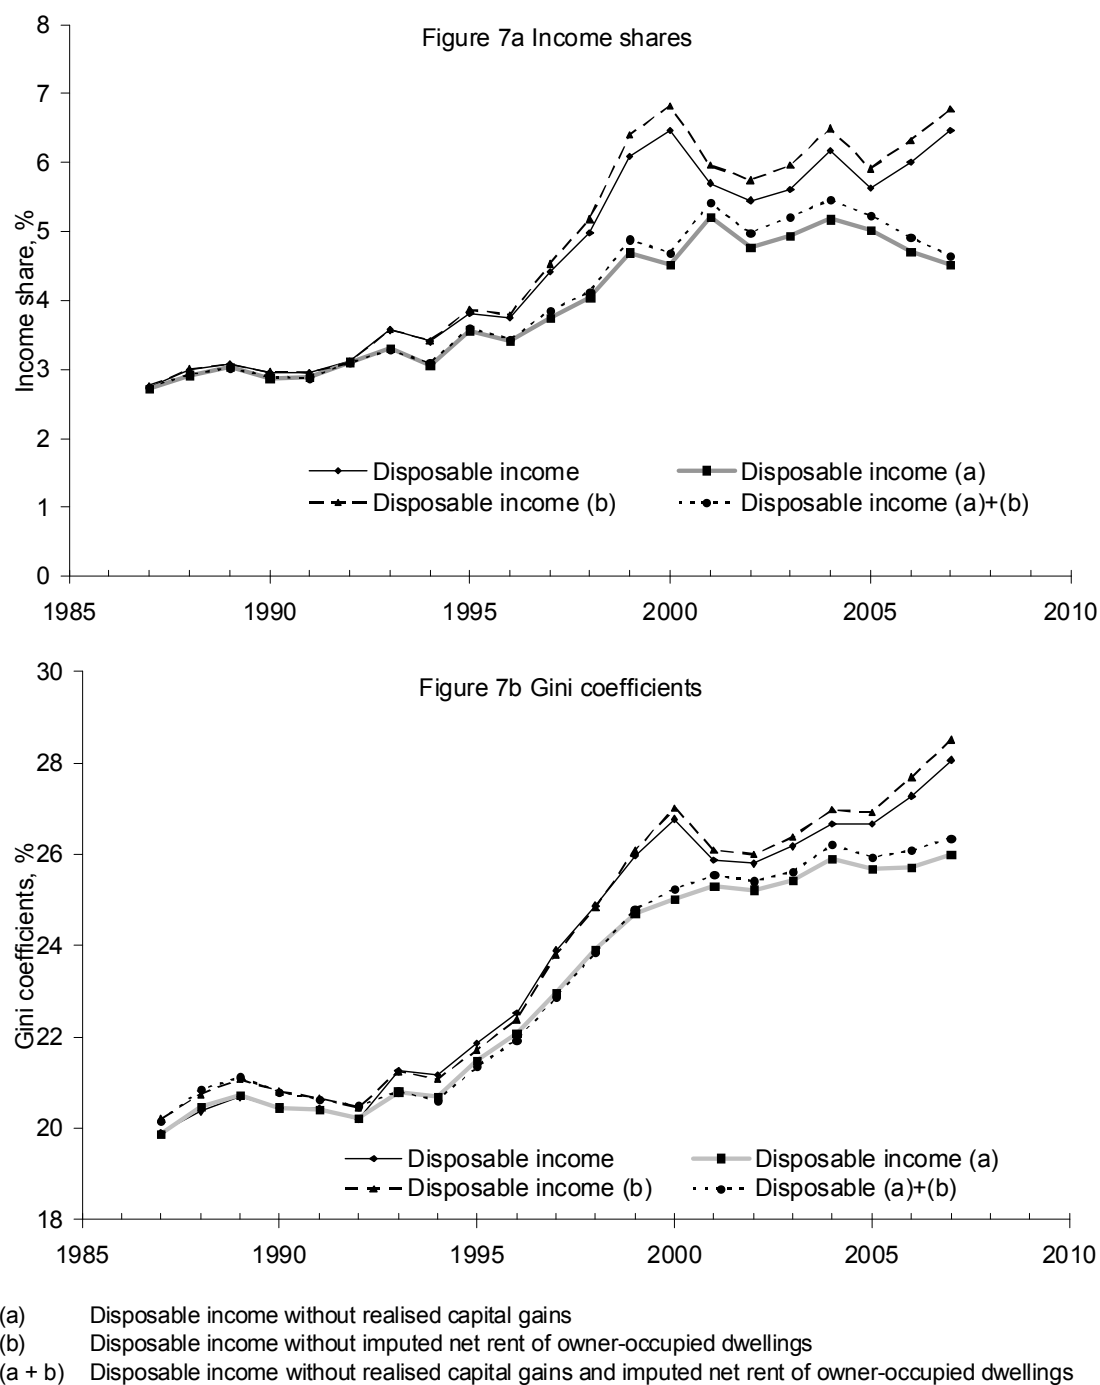 Figure 7a Income shares
8
7
6
5
4
3
2
1
0
Income share, %
Disposable income
Disposable income (a)
Disposable income (b)
Disposable income (a)+(b)
1985 1990 1995 2000 2005 2010
Figure 7b Gini coefficients
30
28
26
24
22
20
18
Gini coefficients, %
Disposable income
Disposable income (a)
Disposable income (b)
Disposable (a)+(b)
1985 1990 1995 2000 2005 2010
(a) Disposable income without realised capital gains
(b) Disposable income without imputed net rent of owner-occupied dwellings
(a + b) Disposable income without realised capital gains and imputed net rent of owner-occupied dwellings